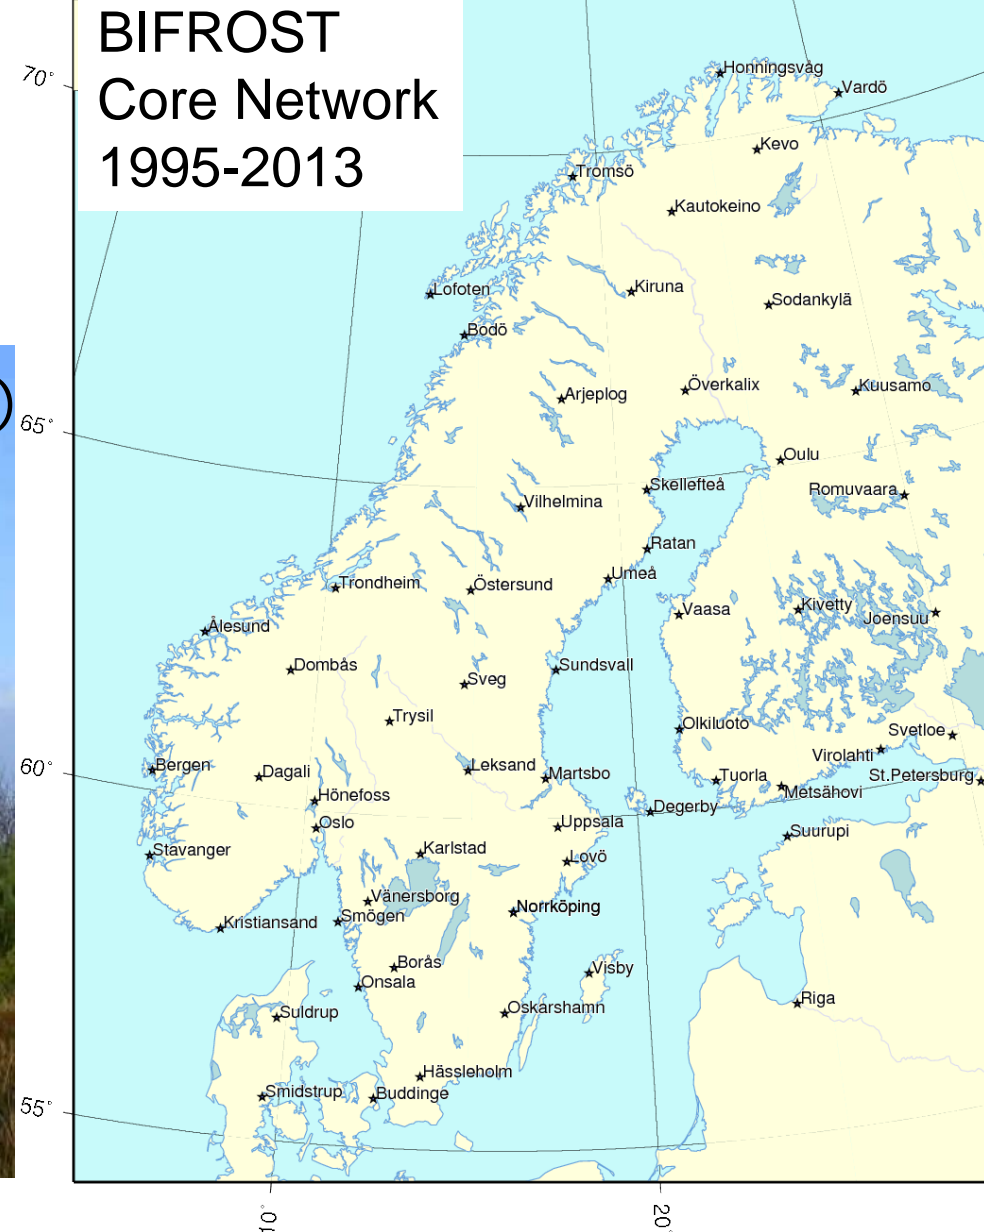 BIFROST
Core Network
1995-2013
70°
Honningsvåg
Vardö
Kevo
Tromsö
Kautokeino
Kiruna
Lofoten
Sodankylä
Bodö
Överkalix
Kuusamo
Arjeplog
)
65°
Oulu
Skellefteå
Romuvaara
Vilhelmina
Ratan
Umeå
Trondheim
Östersund
Kivetty
Vaasa
Joensuu
Ålesund
Dombås
Sundsvall
Sveg
Trysil
Olkiluoto
Svetloe
Virolahti
60°
Bergen
Dagali
Leksand
Martsbo
Tuorla
St.Petersburg
Metsähovi
Hönefoss
Degerby
Oslo
Uppsala
Suurupi
Stavanger
Karlstad
Lovö
Vänersborg
Norrköping
Smögen
Kristiansand
Borås
Visby
Onsala
Riga
Oskarshamn
Suldrup
Hässleholm
Smidstrup
Buddinge
55°
20°